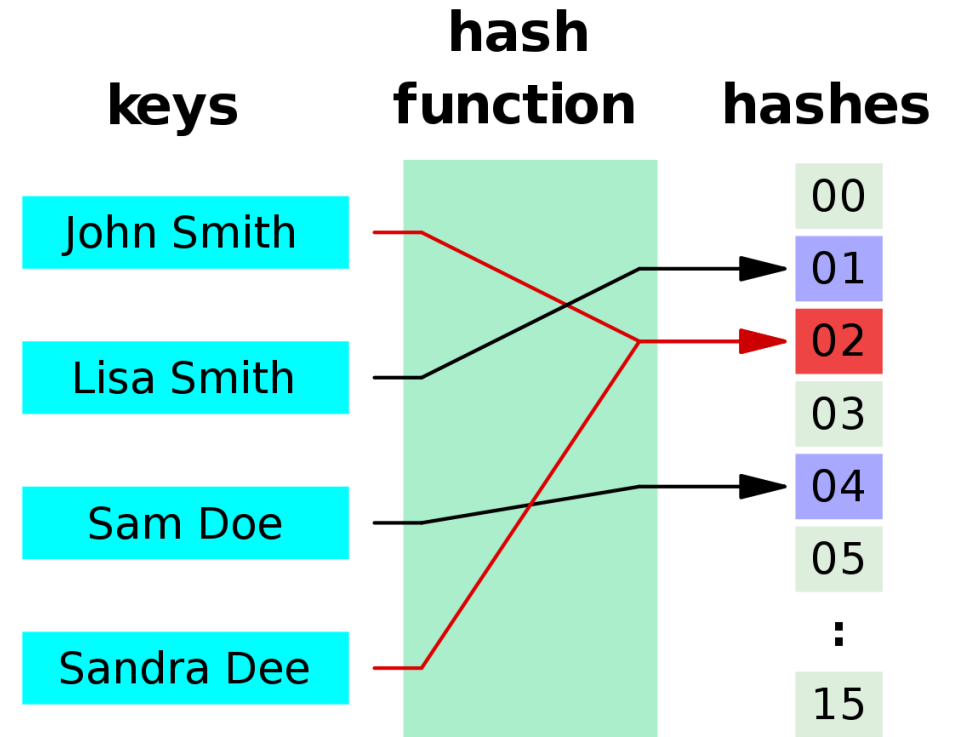 keys
hash
function
hashes
John Smith
Lisa Smith
Sam Doe
Sandra Dee
00
01
02
03
04
05
:
15